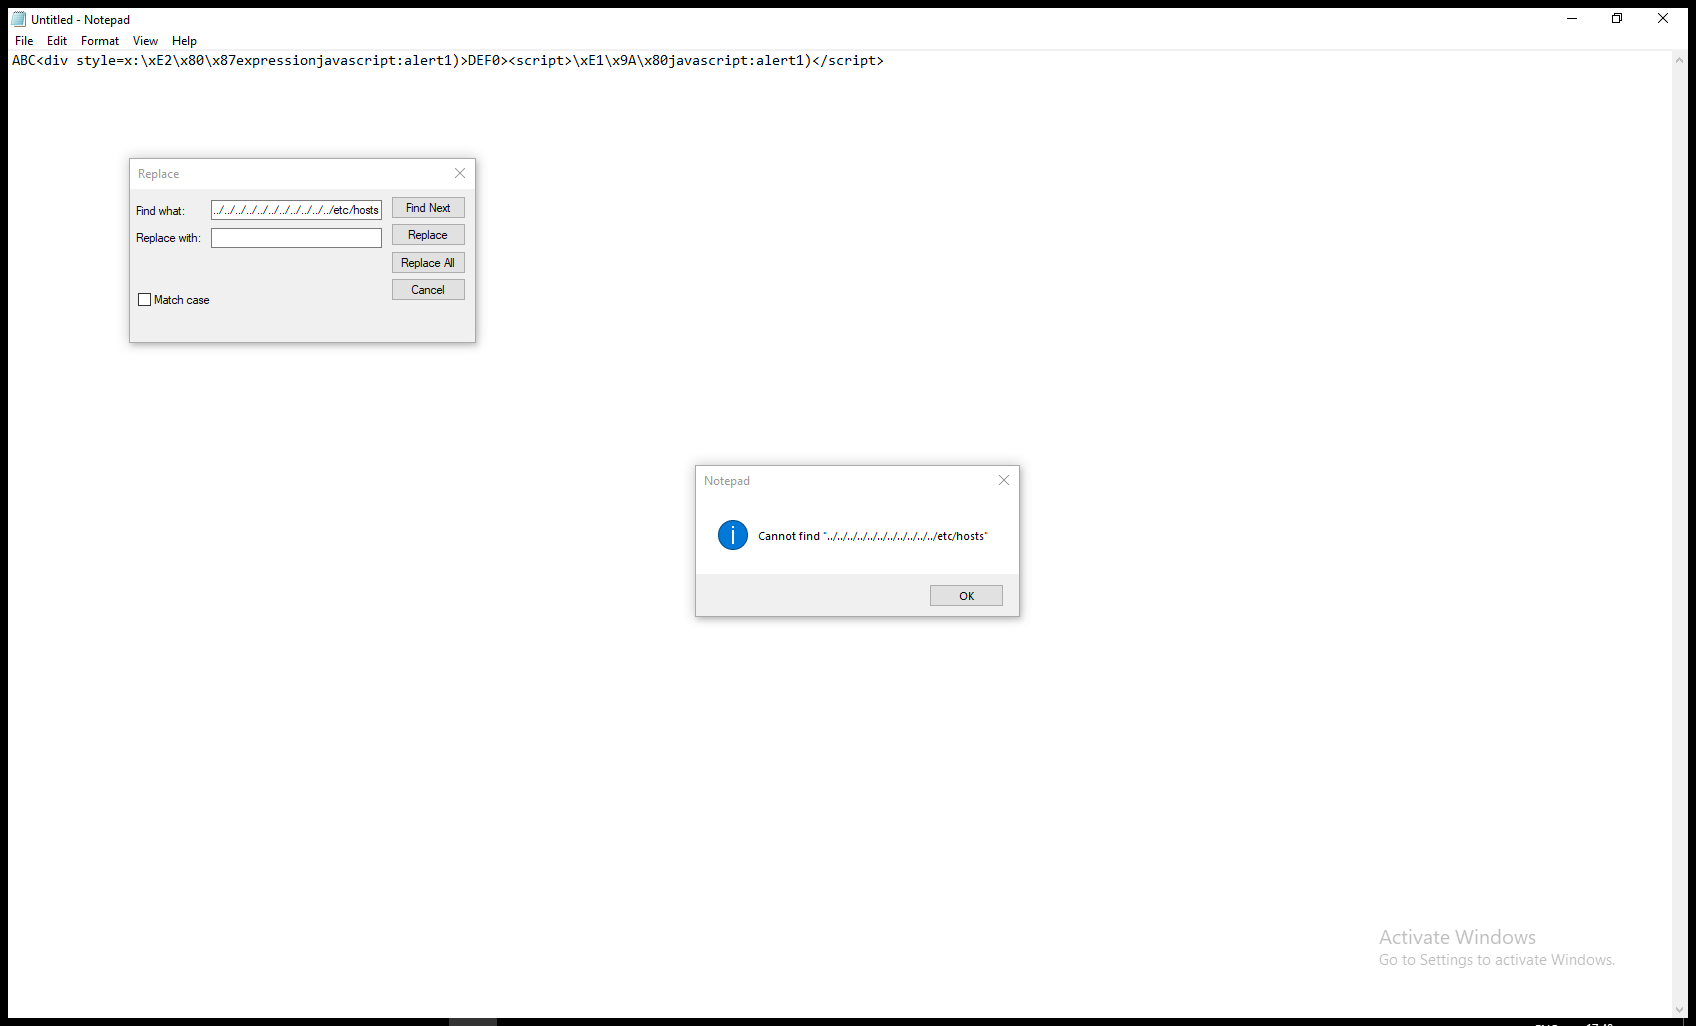 Untitled - Notepad
File Edit Format View Help
ABC<div style=x:\xE2\x80\x87expressionjavascript:alert1)>DEF0><script>\xE1\x9A\x80javascript:alert1)</script>
Replace
Find what: ../../../../../../../../../../../etc/hosts Find Next
Replace with: Replace
Replace All
Cancel
Match case
Notepad
Cannot find "../../../../../../../../../../../etc/hosts"
OK
Activate Windows
Go to Settings to activate Windows.